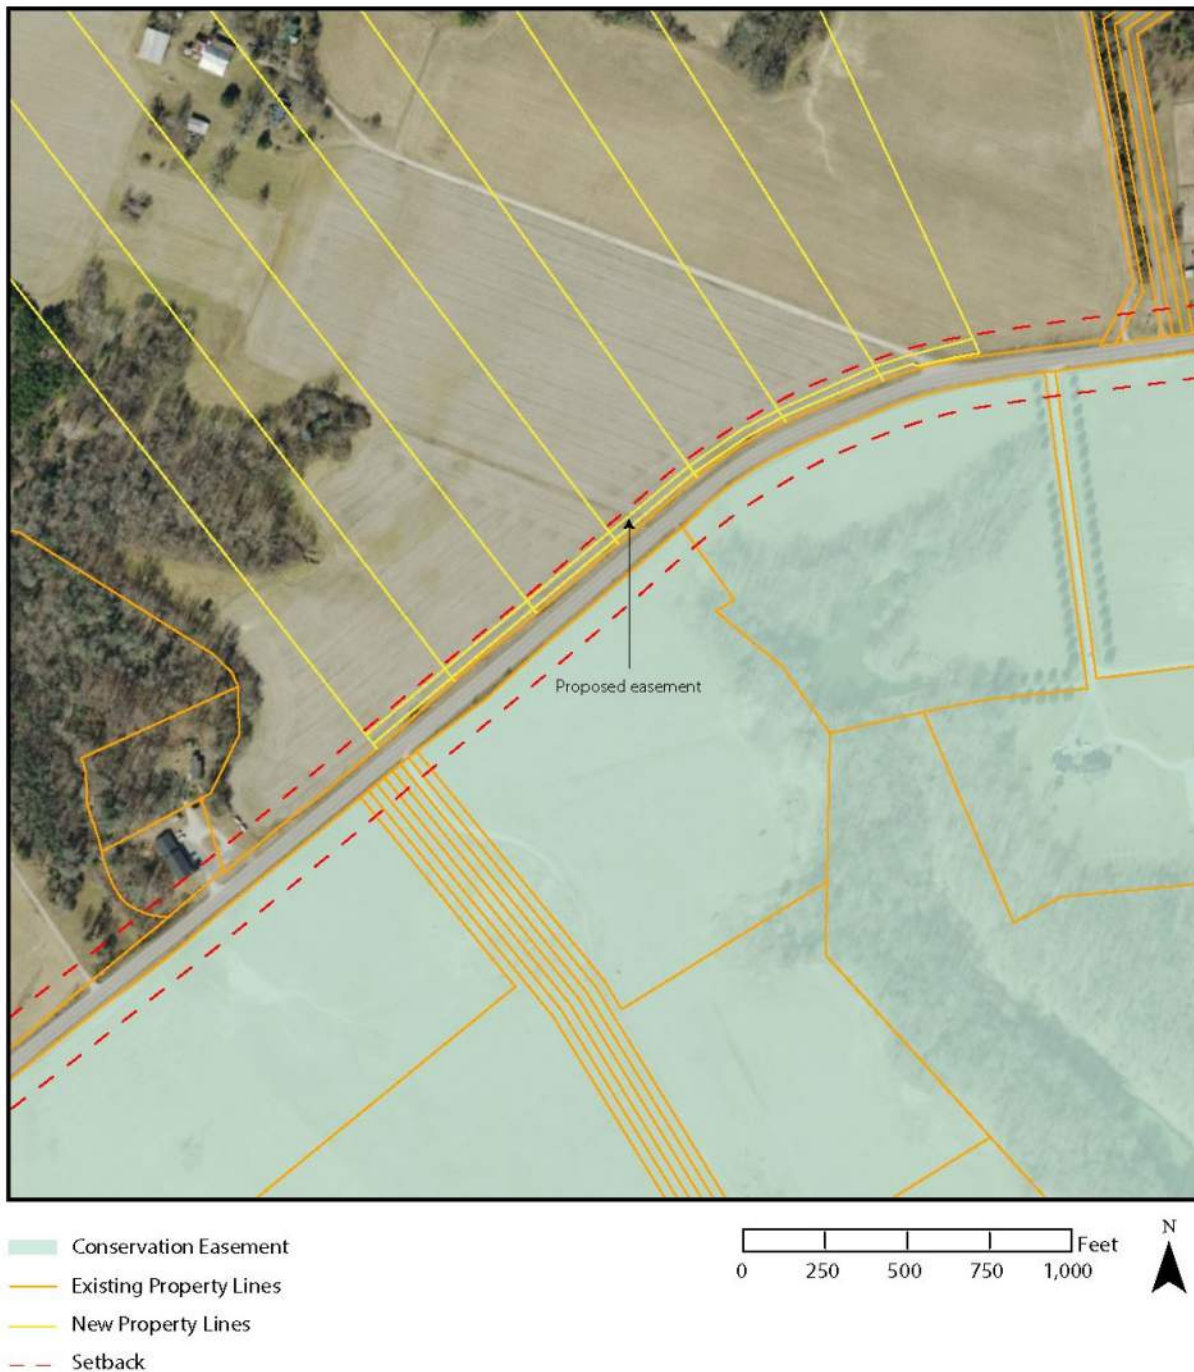 Proposed easement
Conservation Easement
Existing Property Lines
New Property Lines
Setback
Feet
0 250 500 750 1,000
N